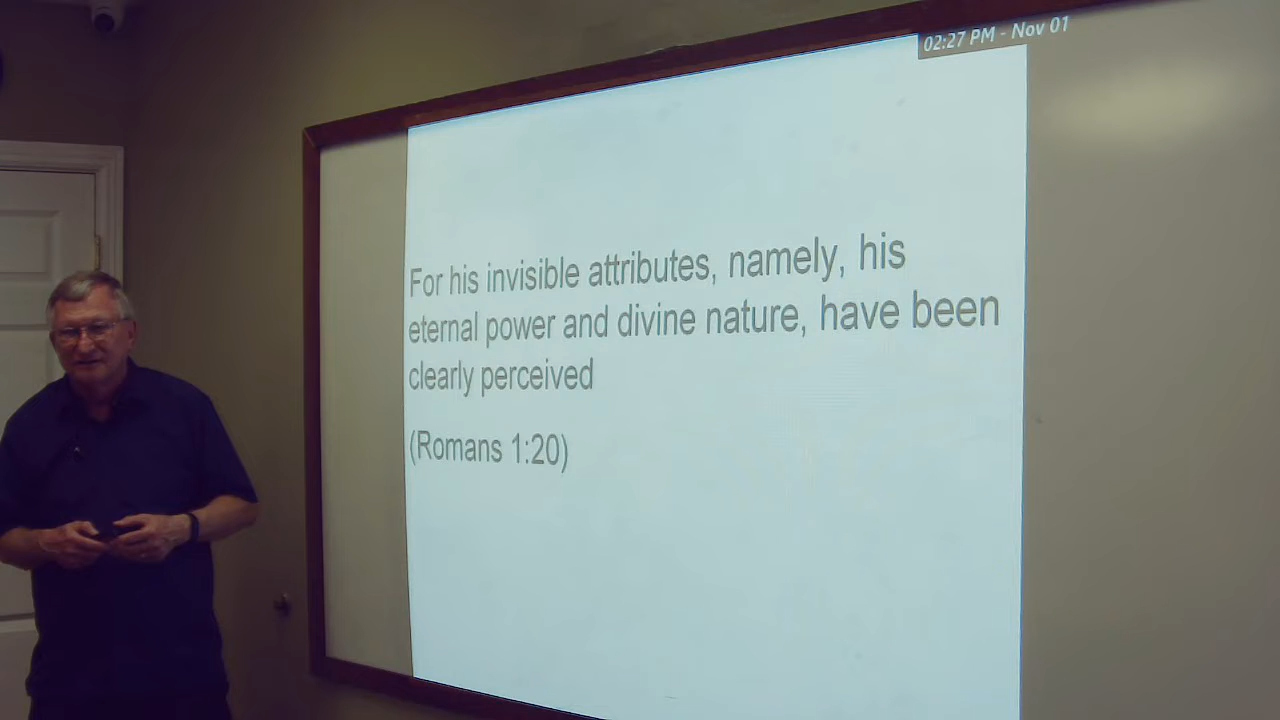 02:27 PM - Nov 01
For his invisible attributes, namely, his
eternal power and divine nature, have been
clearly perceived
(Romans 1:20)